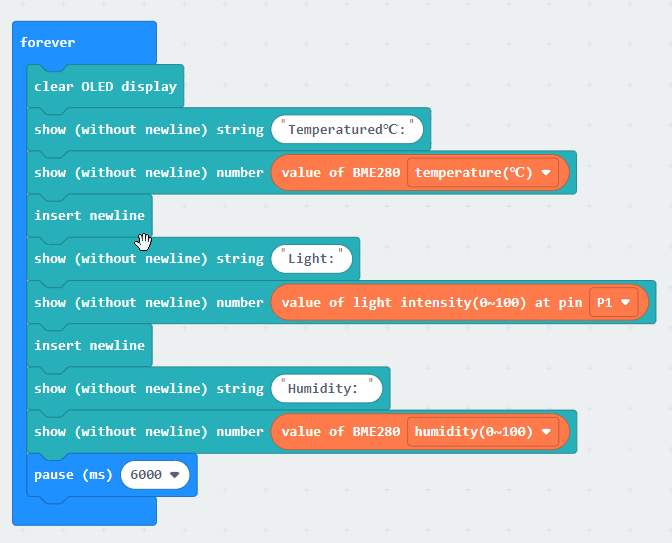 forever
clear OLED display
show (without newline) string "Temperatured℃:"
show (without newline) number value of BME280 temperature(℃)
insert newline
show (without newline) string "Light:"
show (without newline) number value of light intensity(0~100) at pin P1
insert newline
show (without newline) string "Humidity: "
show (without newline) number value of BME280 humidity(0~100)
pause (ms) 6000